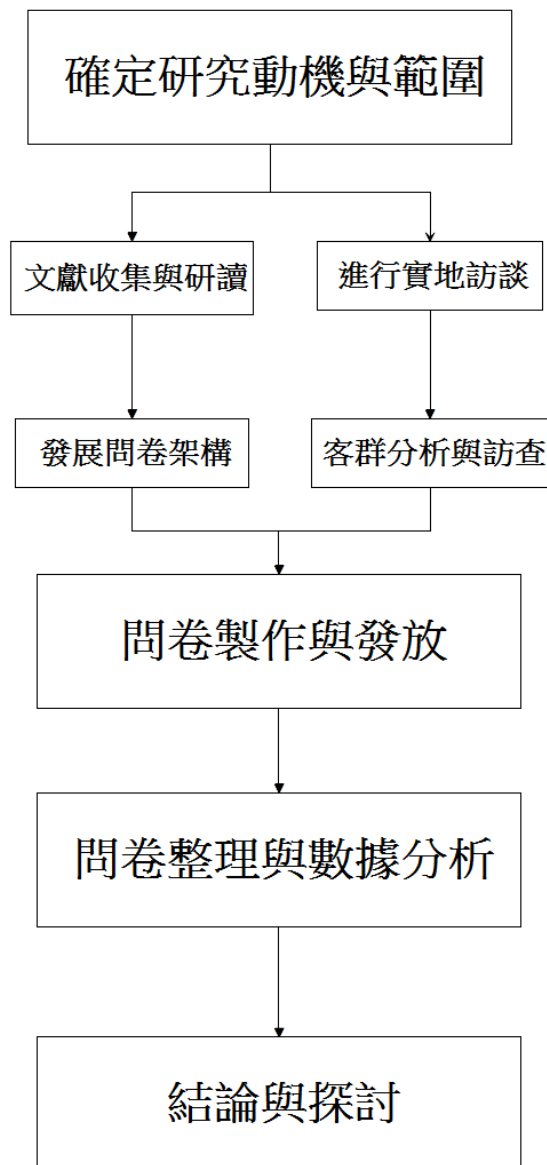 確定研究動機與範圍
文獻收集與研讀
進行實地訪談
發展問卷架構
客群分析與訪查
問卷製作與發放
問卷整理與數據分析
結論與探討